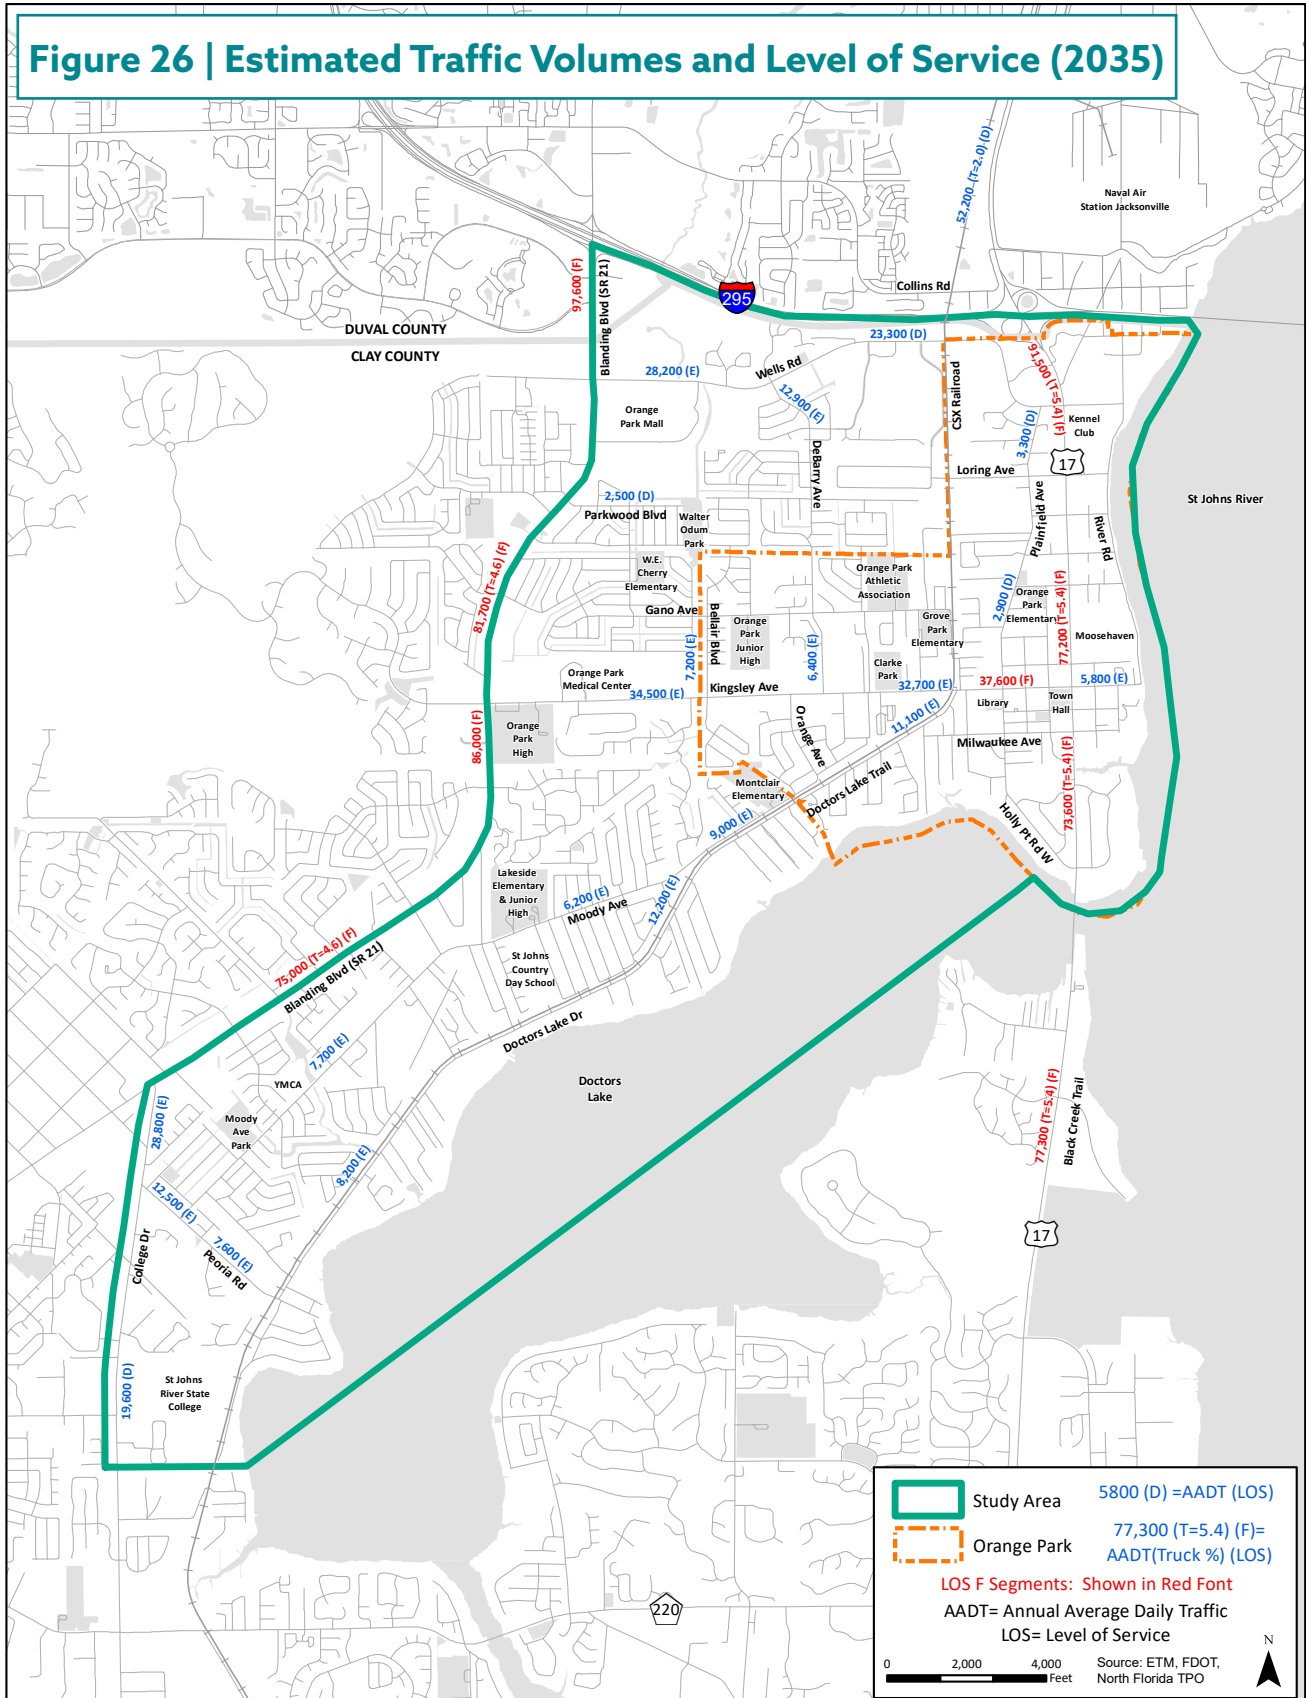 Figure 26 | Estimated Traffic Volumes and Level of Service (2035)
52,200 (T=2.0) (D)
Naval Air
Station Jacksonville
97,600 (F)
Blanding Blvd (SR 21)
295
Collins Rd
DUVAL COUNTY
CLAY COUNTY
23,300 (D)
28,200 (E)
Wells Rd
12,900 (E)
CSX Railroad
91,500 (T=5.4) (F)
Orange
Park Mall
3,300 (D)
Kennel
Club
17
DeBarry Ave
Loring Ave
2,500 (D)
Parkwood Blvd
Walter
Odum
Park
Plainfield Ave
River Rd
St Johns River
81,700 (T=4.6) (F)
W.E.
Cherry
Elementary
Orange Park
Athletic
Association
2,900 (D)
Orange
Park
Elementary
77,200 (T=5.4) (F)
Gano Ave
Bellair Blvd
7,200 (E)
Orange
Park
Junior
High
6,400 (E)
Grove
Park
Elementary
Moosehaven
Clarke
Park
Orange Park
Medical Center
34,500 (E)
Kingsley Ave
32,700 (E)
37,600 (F)
5,800 (E)
Library
Town
Hall
86,000 (F)
Orange
Park
High
Orange Ave
11,100 (E)
Milwaukee Ave
73,600 (T=5.4) (F)
Montclair
Elementary
Doctors Lake Trail
9,000 (E)
Holly Pt Rd W
Lakeside
Elementary
& Junior
High
6,200 (E)
Moody Ave
12,200 (E)
St Johns
Country
Day School
75,000 (T=4.6) (F)
Blanding Blvd (SR 21)
Doctors Lake Dr
7,700 (E)
YMCA
Doctors
Lake
28,800 (E)
Moody
Ave
Park
8,200 (E)
77,300 (T=5.4) (F)
Black Creek Trail
12,500 (E)
7,600 (E)
Peoria Rd
College Dr
17
19,600 (D)
St Johns
River State
College
220
Study Area
5800 (D) =AADT (LOS)
Orange Park
77,300 (T=5.4) (F)=
AADT(Truck %) (LOS)
LOS F Segments: Shown in Red Font
AADT= Annual Average Daily Traffic
LOS= Level of Service
N
0 2,000 4,000
Feet
Source: ETM, FDOT,
North Florida TPO